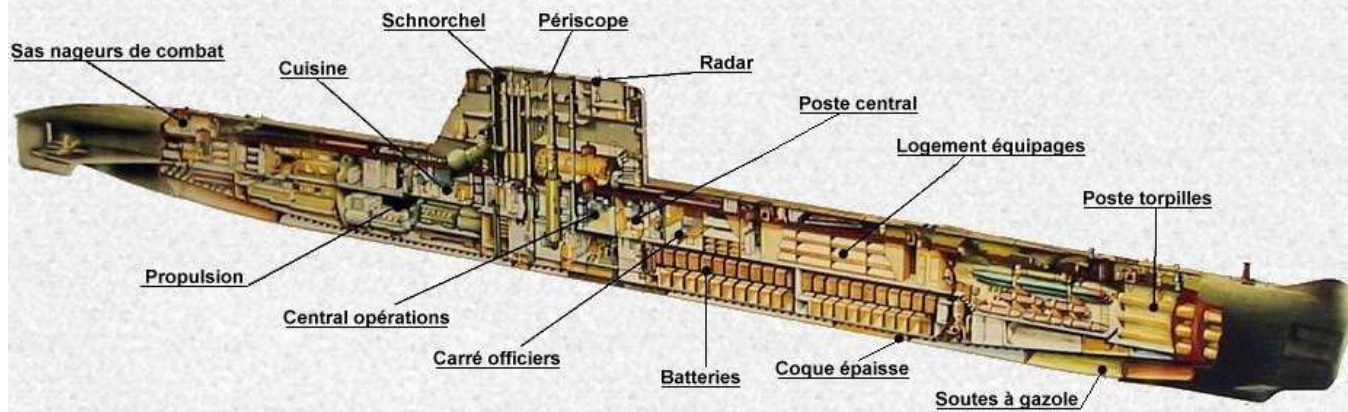 Schnorchel
Périscope
Sas nageurs de combat
Cuisine
Radar
Poste central
Logement équipages
Poste torpilles
Propulsion
Central opérations
Carré officiers
Batteries
Coque épaisse
Soutes à gazole